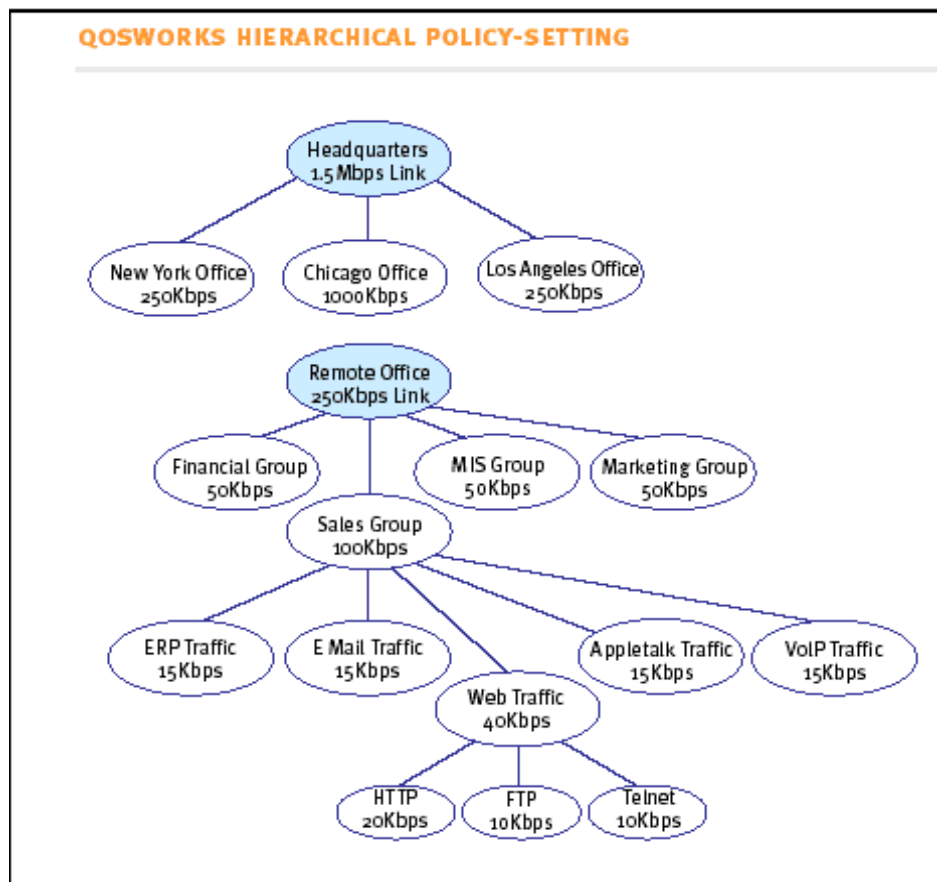 QOSWORKS HIERARCHICAL POLICY-SETTING
Headquarters
1.5Mbps Link
New York Office
250Kbps
Chicago Office
1000Kbps
Los Angeles Office
250Kbps
Remote Office
250Kbps Link
Financial Group
50Kbps
MIS Group
50Kbps
Marketing Group
50Kbps
Sales Group
100Kbps
ERP Traffic
15Kbps
E Mail Traffic
15Kbps
Appletalk Traffic
15Kbps
VoIP Traffic
15Kbps
Web Traffic
40Kbps
HTTP
20Kbps
FTP
10Kbps
Telnet
10Kbps